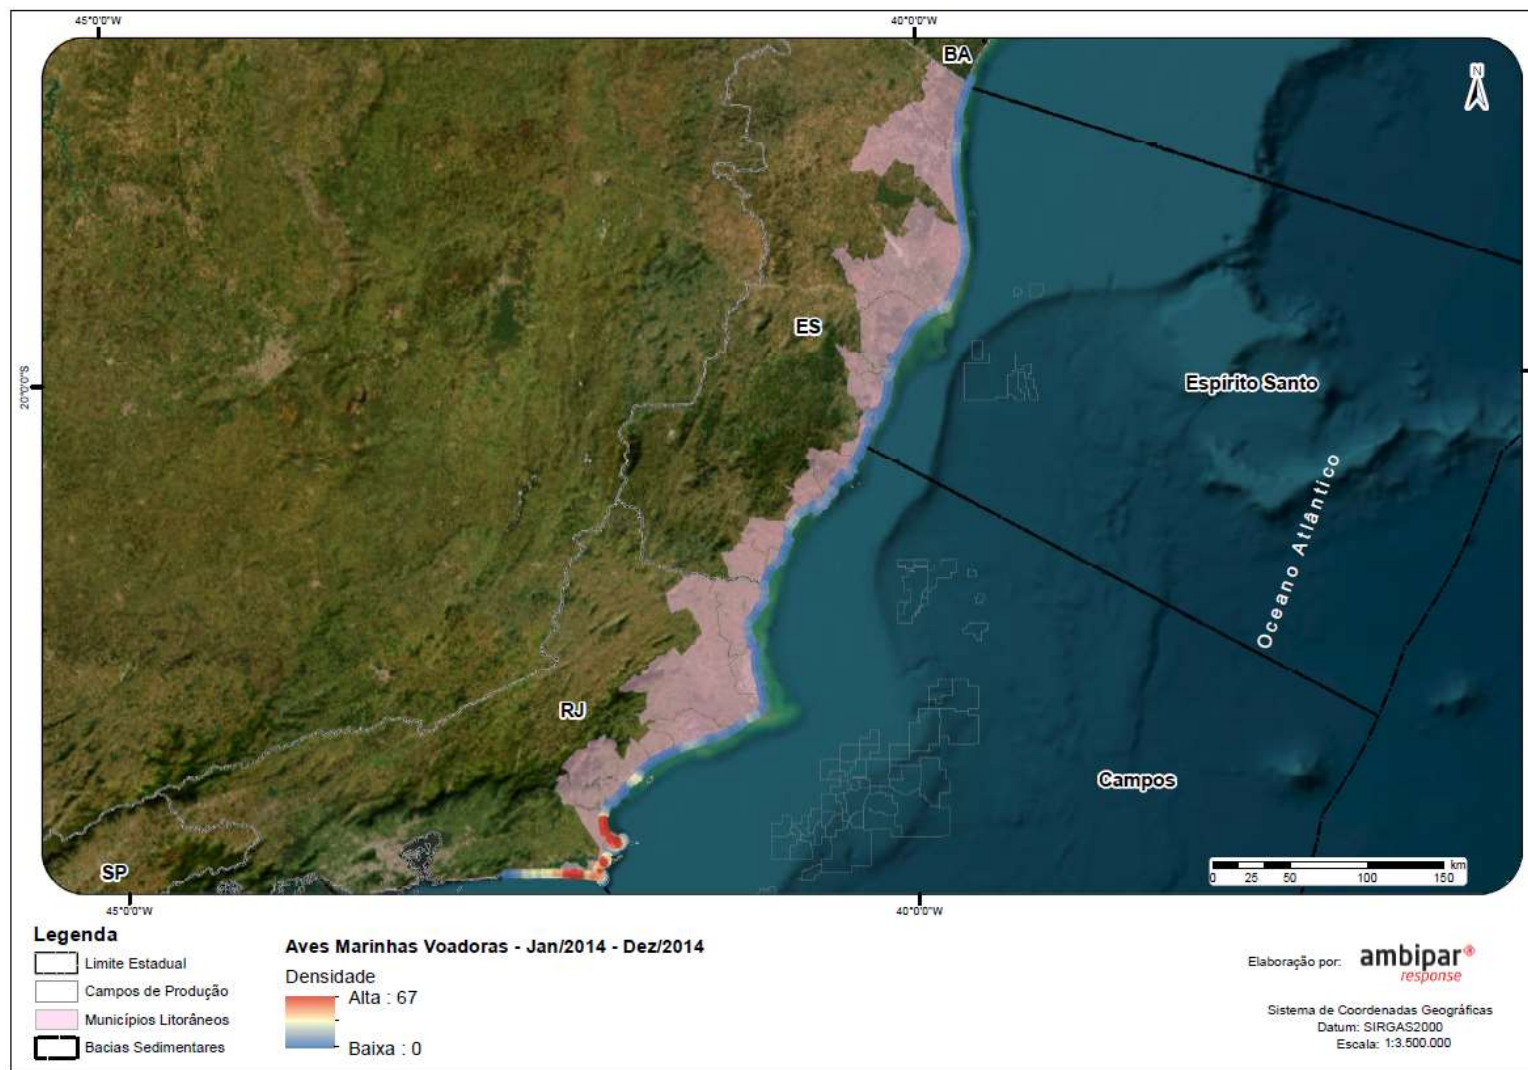 45°0'0"W
40°0'0"W
BA
N
ES
20°0'0"S
Espírito Santo
Oceano Atlântico
RJ
Campos
SP
km
0 25 50 100 150
45°0'0"W
40°0'0"W
Legenda
Limite Estadual
Campos de Produção
Municípios Litorâneos
Bacias Sedimentares
Aves Marinhas Voadoras - Jan/2014 - Dez/2014
Densidade
Alta : 67
Baixa : 0
Elaboração por:
ambipar®
response
Sistema de Coordenadas Geográficas
Datum: SIRGAS2000
Escala: 1:3.500.000